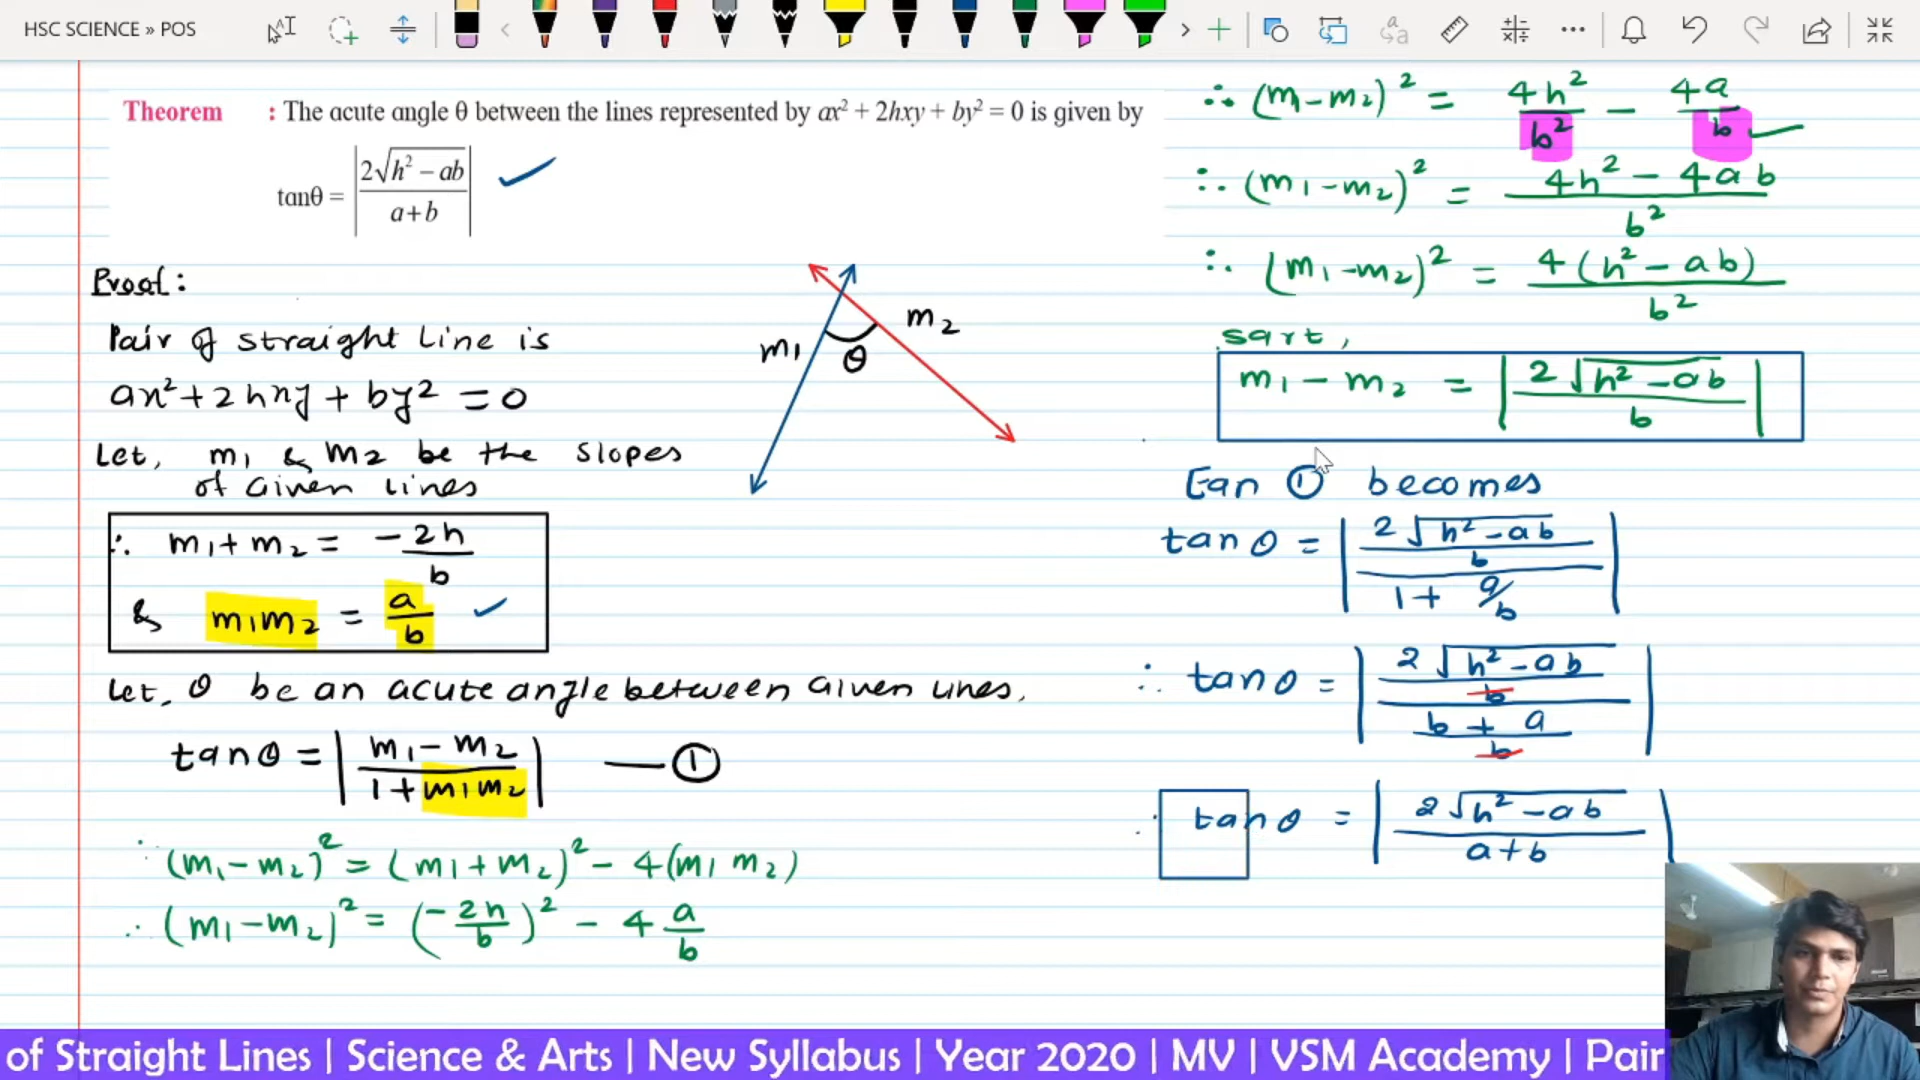 HSC SCIENCE » POS
Theorem : The acute angle θ between the lines represented by ax² + 2hxy + by² = 0 is given by
tanθ = |2√(h² – ab) / (a+b)|
Proof:
Pair of straight Line is
ax² + 2hxy + by² = 0
Let, m₁ & m₂ be the slopes
of Given Lines
∴ m₁ + m₂ = -2h/b
& m₁m₂ = a/b
Let, θ be an acute angle between Given Lines,
tanθ = |(m₁ - m₂) / (1 + m₁m₂)| — ①
∵ (m₁ - m₂)² = (m₁ + m₂)² - 4(m₁ m₂)
∴ (m₁ - m₂)² = (-2h/b)² - 4 a/b
m₁
θ
m₂
∴ (m₁ - m₂)² = 4h²/b² - 4a/b
∴ (m₁ - m₂)² = (4h² - 4ab)/b²
∴ (m₁ - m₂)² = 4(h² - ab)/b²
sqrt,
m₁ - m₂ = |2√(h² - ab) / b|
Eqn ① becomes
tanθ = |(2√(h² - ab) / b) / (1 + a/b)|
∴ tanθ = |(2√(h² - ab) / b) / ((b + a) / b)|
∴ tanθ = |2√(h² - ab) / (a+b)|
of Straight Lines | Science & Arts | New Syllabus | Year 2020 | MV | VSM Academy | Pair